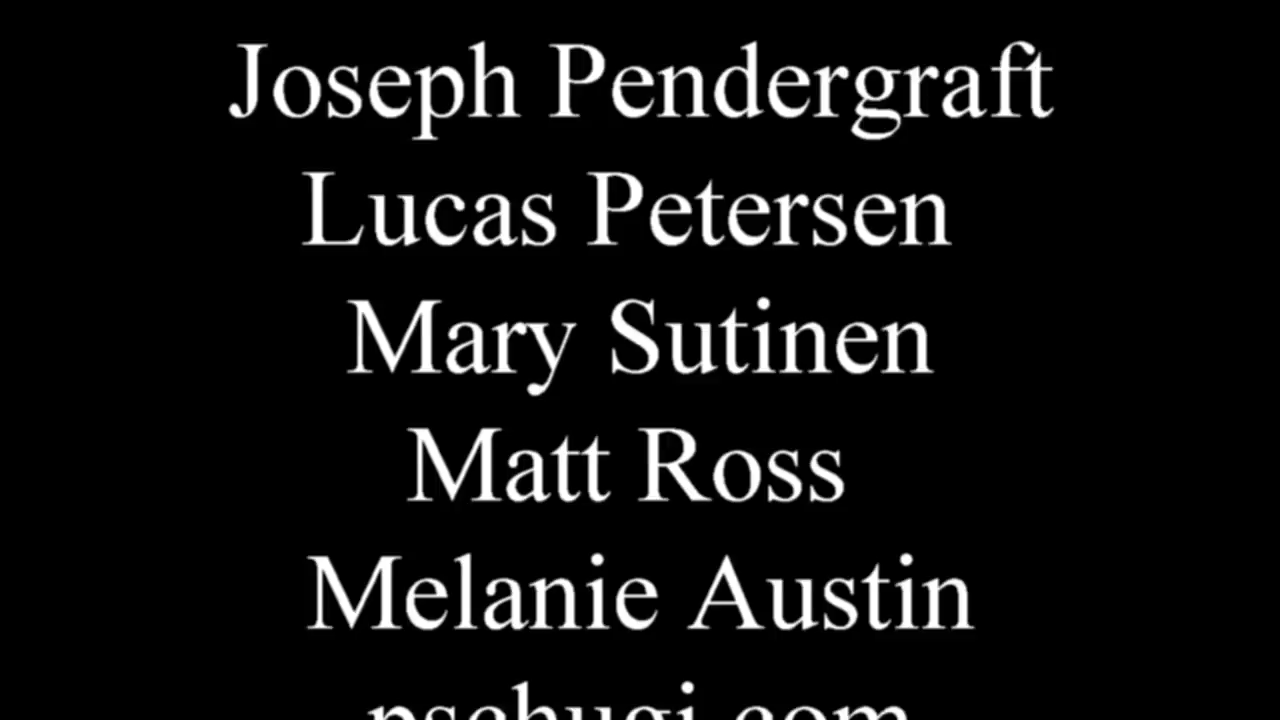 Joseph Pendergraft
Lucas Petersen
Mary Sutinen
Matt Ross
Melanie Austin